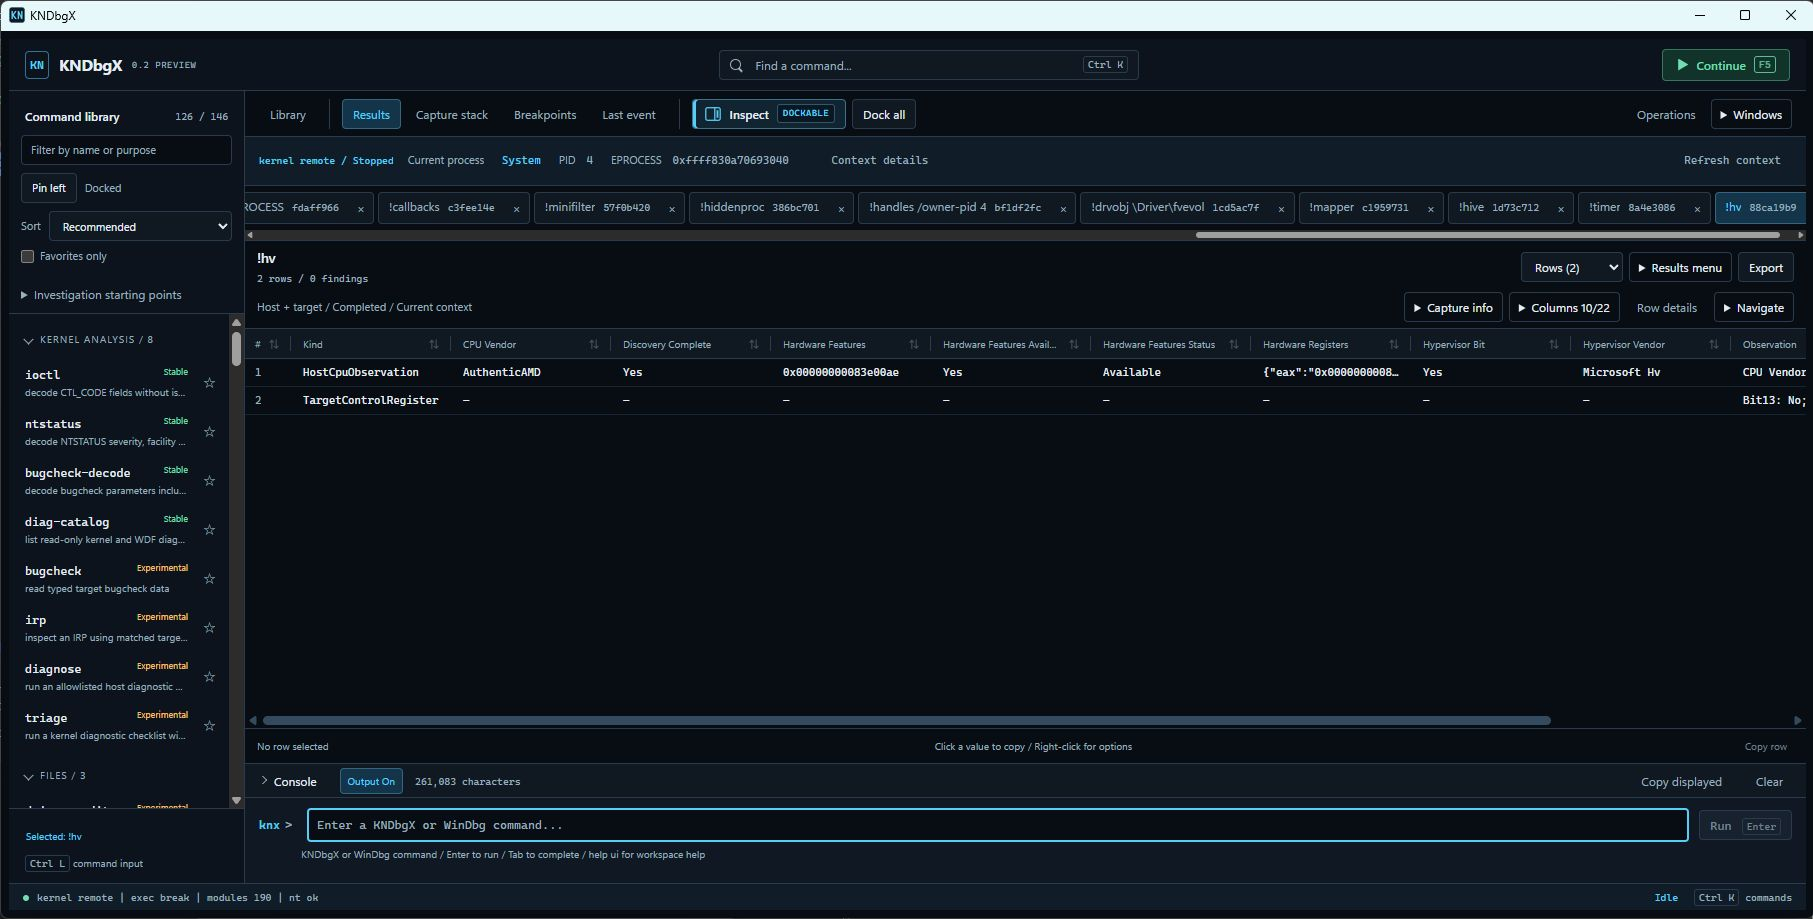 KN KNDbgX
KN KNDbgX 0.2 PREVIEW
Find a command... Ctrl K
Continue F5
Command library 126 / 146
Filter by name or purpose
Pin left Docked
Sort Recommended
Favorites only
Investigation starting points
KERNEL ANALYSIS / 8
ioctl Stable
decode CTL_CODE fields without is...
ntstatus Stable
decode NTSTATUS severity, facility ...
bugcheck-decode Stable
decode bugcheck parameters inclu...
diag-catalog Stable
list read-only kernel and WDF diag...
bugcheck Experimental
read typed target bugcheck data
irp Experimental
inspect an IRP using matched targe...
diagnose Experimental
run an allowlisted host diagnostic ...
triage Experimental
run a kernel diagnostic checklist wi...
FILES / 3
Experimental
Selected: !hv
Ctrl L command input
Library Results Capture stack Breakpoints Last event Inspect DOCKABLE Dock all Operations Windows
kernel remote / Stopped Current process System PID 4 EPROCESS 0xffff830a70693040 Context details Refresh context
ROCESS fdaff966 × !callbacks c3fee14e × !minifilter 57f0b420 × !hiddenproc 386bc701 × !handles /owner-pid 4 bf1df2fc × !drvobj \Driver\fvevol 1cd5ac7f × !mapper c1959731 × !hive 1d73c712 × !timer 8a4e3086 × !hv 88ca19b9
!hv
2 rows / 0 findings
Rows (2) Results menu Export
Host + target / Completed / Current context
Capture info Columns 10/22 Row details Navigate
# Kind CPU Vendor Discovery Complete Hardware Features Hardware Features Avail... Hardware Features Status Hardware Registers Hypervisor Bit Hypervisor Vendor Observation
1 HostCpuObservation AuthenticAMD Yes 0x00000000083e00ae Yes Available {"eax":"0x0000000008… Yes Microsoft Hv CPU Vendor
2 TargetControlRegister — — — — — — — — Bit13: No;
No row selected Click a value to copy / Right-click for options Copy row
Console Output On 261,083 characters Copy displayed Clear
knx > Enter a KNDbgX or WinDbg command... Run Enter
KNDbgX or WinDbg command / Enter to run / Tab to complete / help ui for workspace help
kernel remote | exec break | modules 190 | nt ok Idle Ctrl K commands